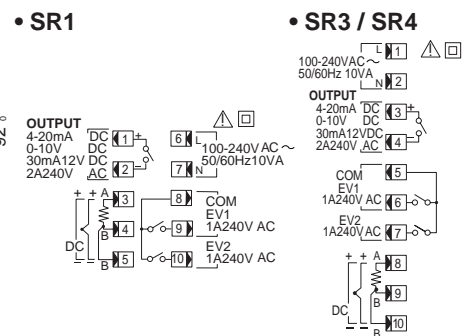 • SR1
92
OUTPUT
4-20mA DC 1 +
0-10V DC
30mA12V DC 2 –
2A240V AC
6 L
100-240V AC ~
50/60Hz10VA
7 N
+ + A 3
B 4
DC
B 5
8 COM
EV1
9 1A240V AC
EV2
10 1A240V AC
• SR3 / SR4
L 1
100-240VAC ~
50/60Hz 10VA
N 2
OUTPUT
4-20mA DC 3 +
0-10V DC
30mA12VDC
2A240V AC 4 –
COM 5
EV1
1A240V AC 6
EV2
1A240VAC 7
+ + A 8
B 9
DC
B 10